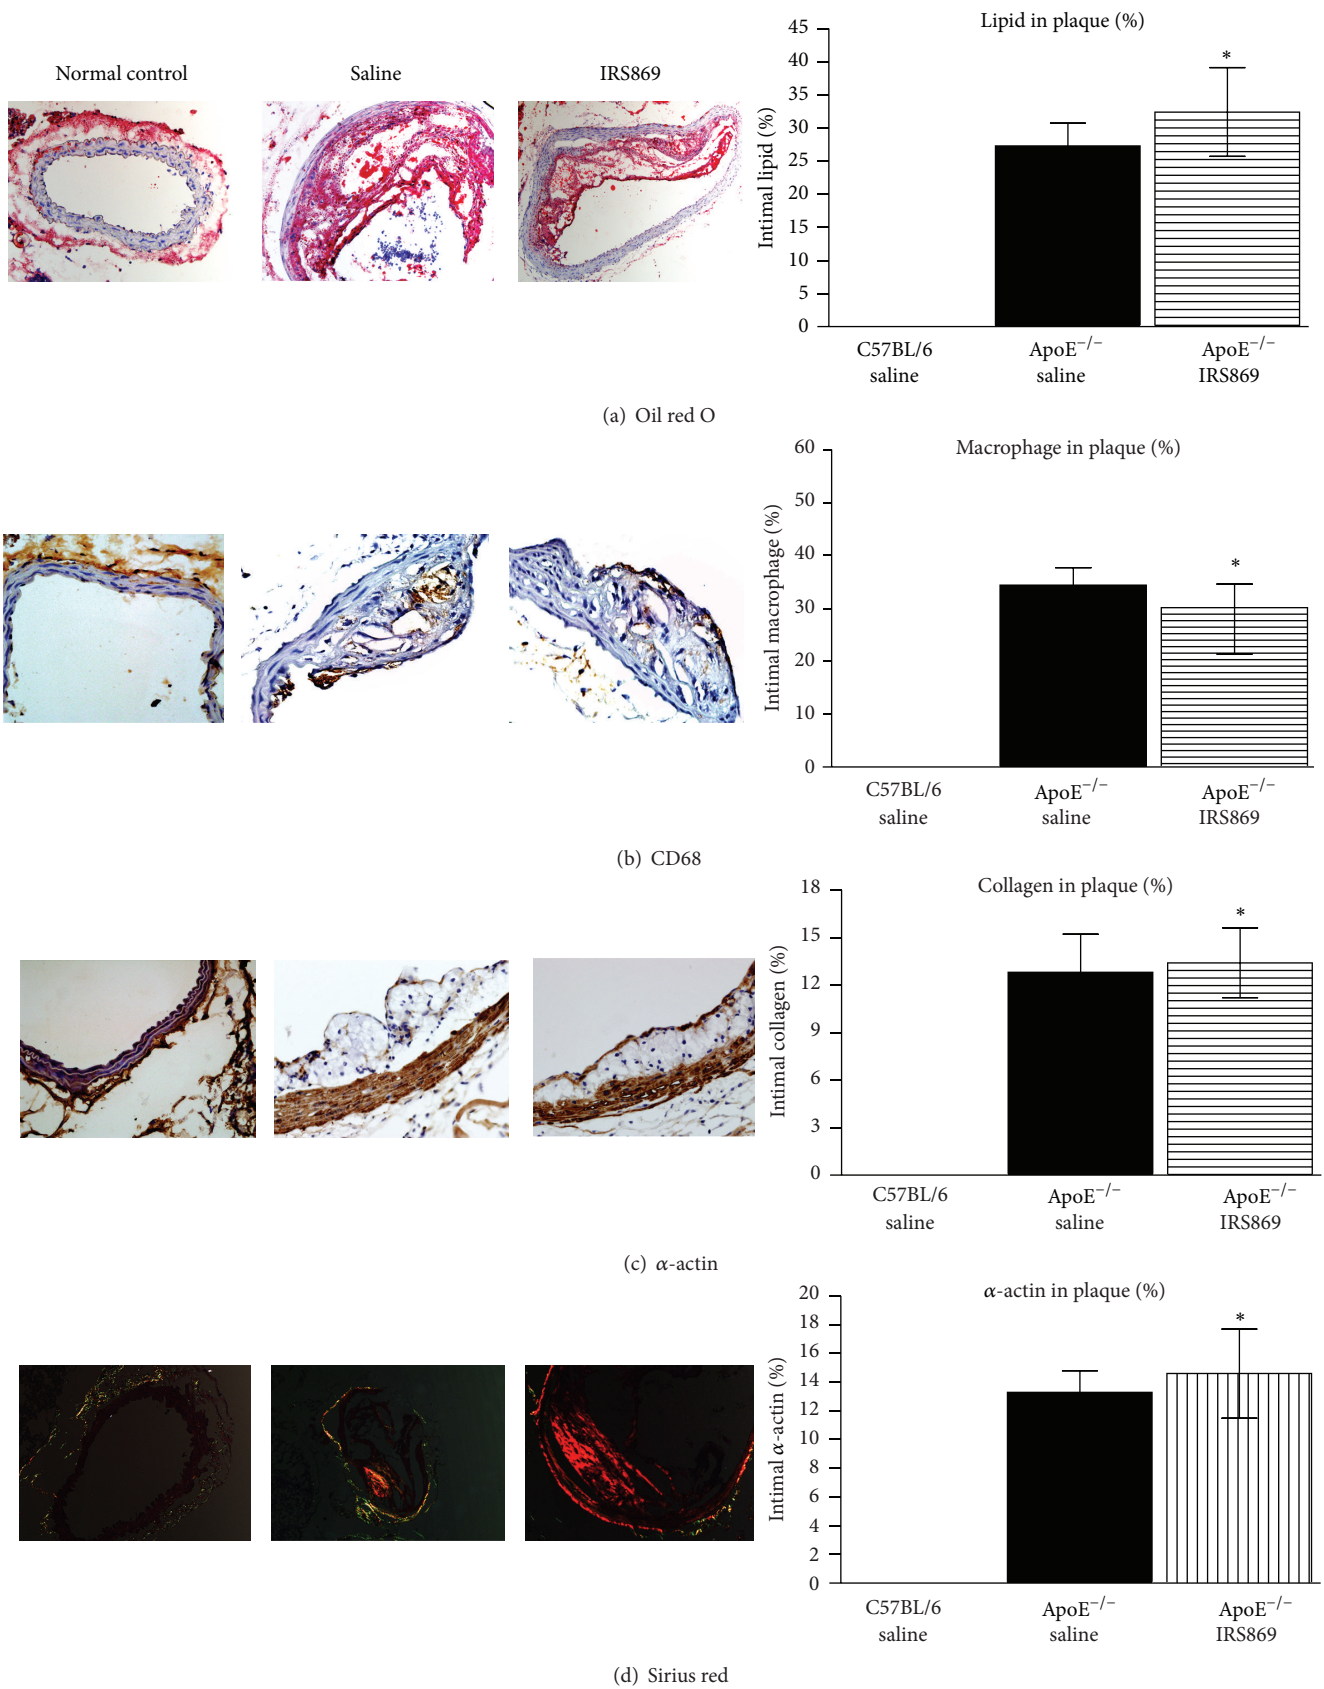 Normal control
Saline
IRS869
Lipid in plaque (%)
45
40
35
30
25
20
15
10
5
0
Intimal lipid (%)
*
C57BL/6
saline
ApoE−/−
saline
ApoE−/−
IRS869
(a) Oil red O
Macrophage in plaque (%)
60
50
40
30
20
10
0
Intimal macrophage (%)
*
C57BL/6
saline
ApoE−/−
saline
ApoE−/−
IRS869
(b) CD68
Collagen in plaque (%)
18
15
12
9
6
3
0
Intimal collagen (%)
*
C57BL/6
saline
ApoE−/−
saline
ApoE−/−
IRS869
(c) α-actin
α-actin in plaque (%)
20
18
16
14
12
10
8
6
4
2
0
Intimal α-actin (%)
*
C57BL/6
saline
ApoE−/−
saline
ApoE−/−
IRS869
(d) Sirius red